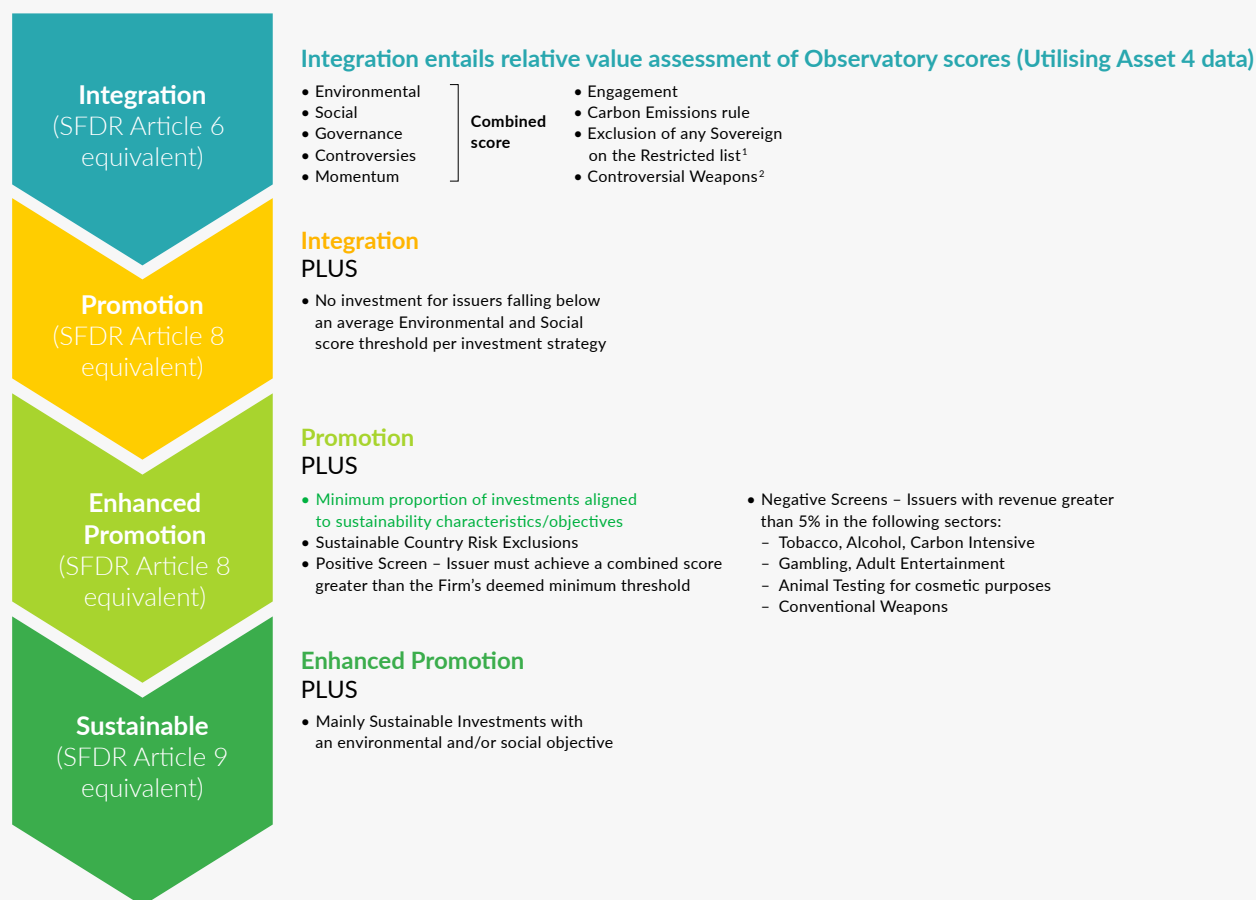 Integration
(SFDR Article 6
equivalent)
Integration entails relative value assessment of Observatory scores (Utilising Asset 4 data)
• Environmental
• Social
• Governance
• Controversies
• Momentum
Combined
score
• Engagement
• Carbon Emissions rule
• Exclusion of any Sovereign
on the Restricted list¹
• Controversial Weapons²
Promotion
(SFDR Article 8
equivalent)
Integration
PLUS
• No investment for issuers falling below
an average Environmental and Social
score threshold per investment strategy
Enhanced
Promotion
(SFDR Article 8
equivalent)
Promotion
PLUS
• Minimum proportion of investments aligned
to sustainability characteristics/objectives
• Sustainable Country Risk Exclusions
• Positive Screen – Issuer must achieve a combined score
greater than the Firm's deemed minimum threshold
• Negative Screens – Issuers with revenue greater
than 5% in the following sectors:
– Tobacco, Alcohol, Carbon Intensive
– Gambling, Adult Entertainment
– Animal Testing for cosmetic purposes
– Conventional Weapons
Sustainable
(SFDR Article 9
equivalent)
Enhanced Promotion
PLUS
• Mainly Sustainable Investments with
an environmental and/or social objective